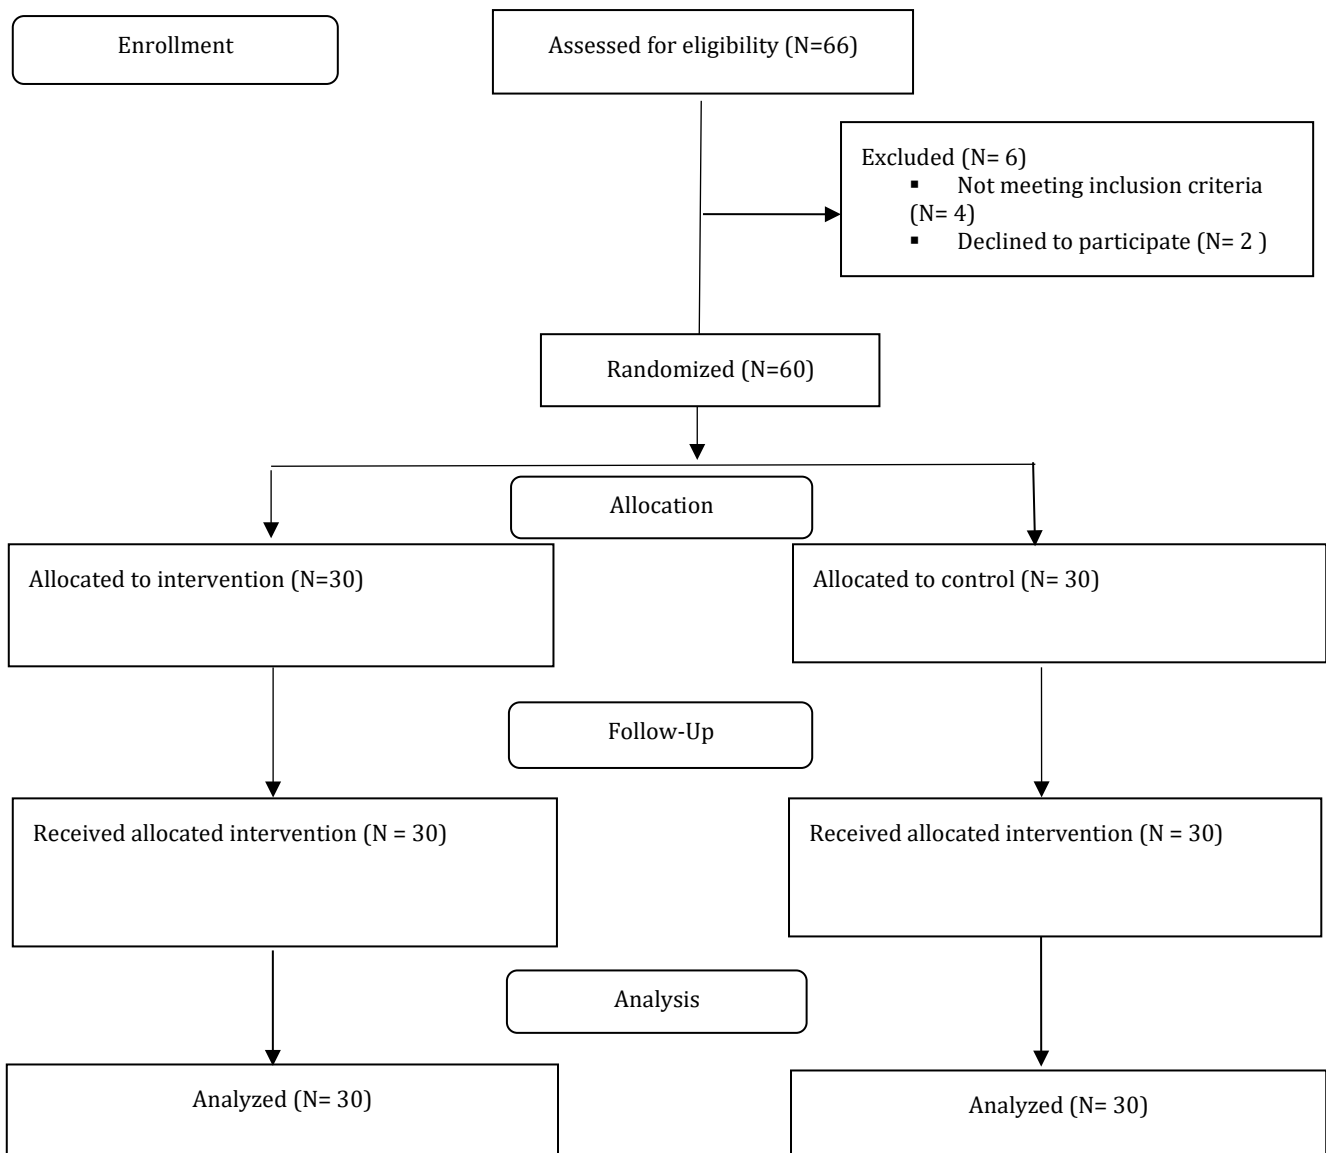 Enrollment
Assessed for eligibility (N=66)
Excluded (N= 6)
▪ Not meeting inclusion criteria
(N= 4)
▪ Declined to participate (N= 2 )
Randomized (N=60)
Allocation
Allocated to intervention (N=30)
Allocated to control (N= 30)
Follow-Up
Received allocated intervention (N = 30)
Received allocated intervention (N = 30)
Analysis
Analyzed (N= 30)
Analyzed (N= 30)